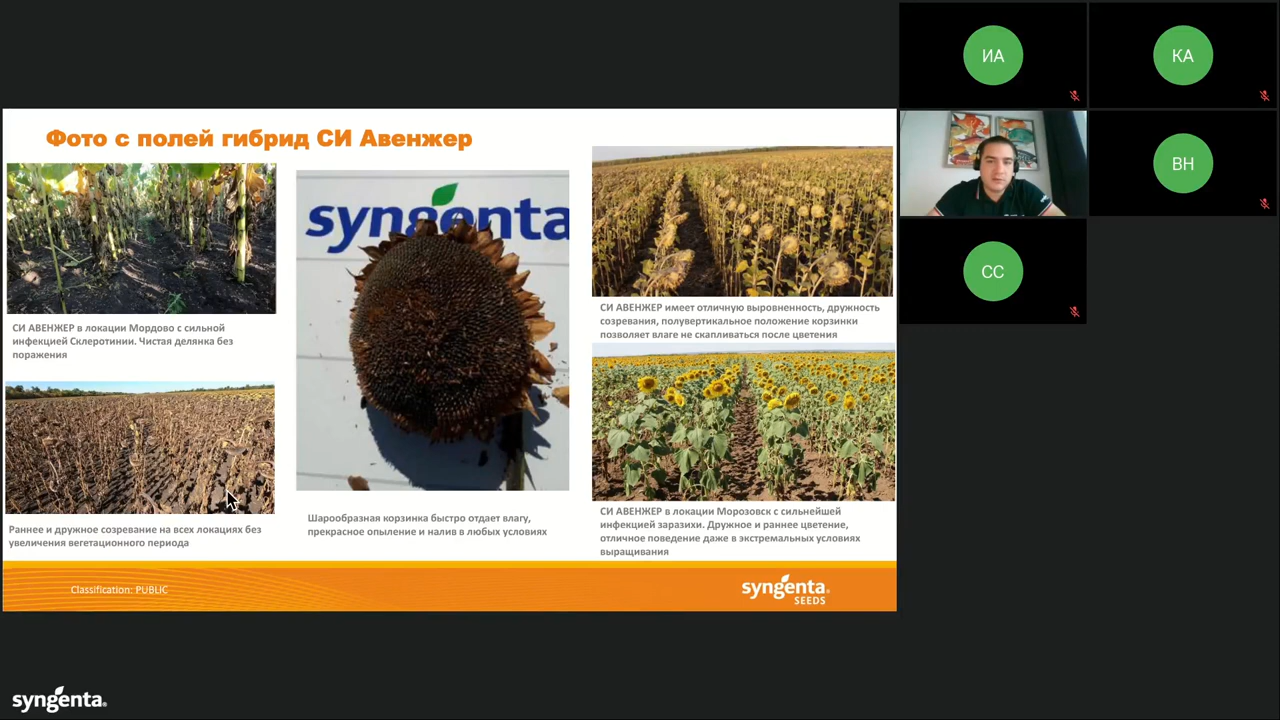 Фото с полей гибрид СИ Авенжер
СИ АВЕНЖЕР в локации Мордово с сильной
инфекцией Склеротинии. Чистая делянка без
поражения
Раннее и дружное созревание на всех локациях без
увеличения вегетационного периода
syngenta
Шарообразная корзинка быстро отдает влагу,
прекрасное опыление и налив в любых условиях
СИ АВЕНЖЕР имеет отличную выровненность, дружность
созревания, полувертикальное положение корзинки
позволяет влаге не скапливаться после цветения
СИ АВЕНЖЕР в локации Морозовск с сильнейшей
инфекцией заразихи. Дружное и раннее цветение,
отличное поведение даже в экстремальных условиях
выращивания
Classification: PUBLIC
syngenta
SEEDS
ИА
КА
ВН
СС
syngenta